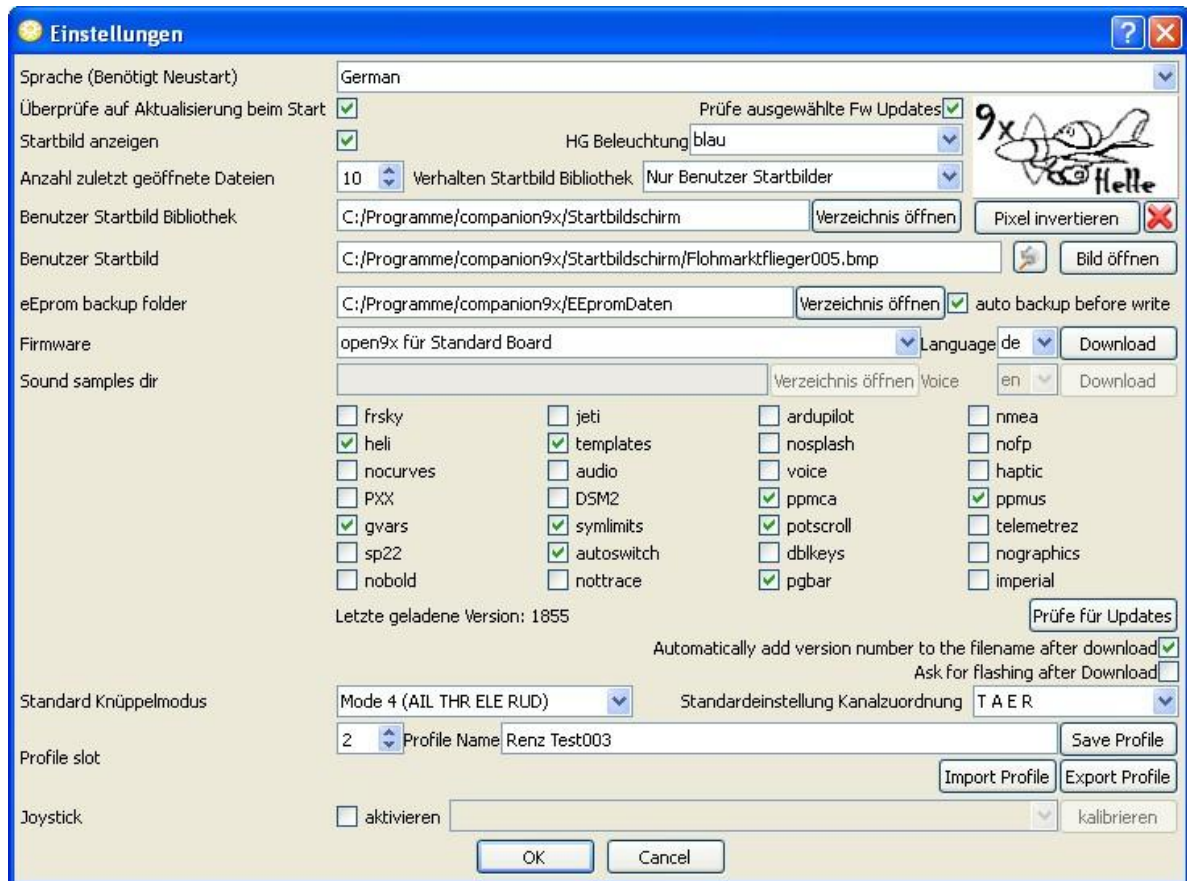 Einstellungen
Sprache (Benötigt Neustart) German
Überprüfe auf Aktualisierung beim Start Prüfe ausgewählte Fw Updates
9x
flelle
Startbild anzeigen HG Beleuchtung blau
Anzahl zuletzt geöffnete Dateien 10 Verhalten Startbild Bibliothek Nur Benutzer Startbilder
Benutzer Startbild Bibliothek C:/Programme/companion9x/Startbildschirm Verzeichnis öffnen Pixel invertieren
Benutzer Startbild C:/Programme/companion9x/Startbildschirm/Flohmarktflieger005.bmp Bild öffnen
eEprom backup folder C:/Programme/companion9x/EEpromDaten Verzeichnis öffnen auto backup before write
Firmware open9x für Standard Board Language de Download
Sound samples dir Verzeichnis öffnen Voice en Download
frsky jeti ardupilot nmea
heli templates nosplash nofp
nocurves audio voice haptic
PXX DSM2 ppmca ppmus
gvars symlimits potscroll telemetrez
sp22 autoswitch dblkeys nographics
nobold nottrace pgbar imperial
Letzte geladene Version: 1855 Prüfe für Updates
Automatically add version number to the filename after download
Ask for flashing after Download
Standard Knüppelmodus Mode 4 (AIL THR ELE RUD) Standardeinstellung Kanalzuordnung T A E R
Profile slot 2 Profile Name Renz Test003 Save Profile
Import Profile Export Profile
Joystick aktivieren kalibrieren
OK Cancel